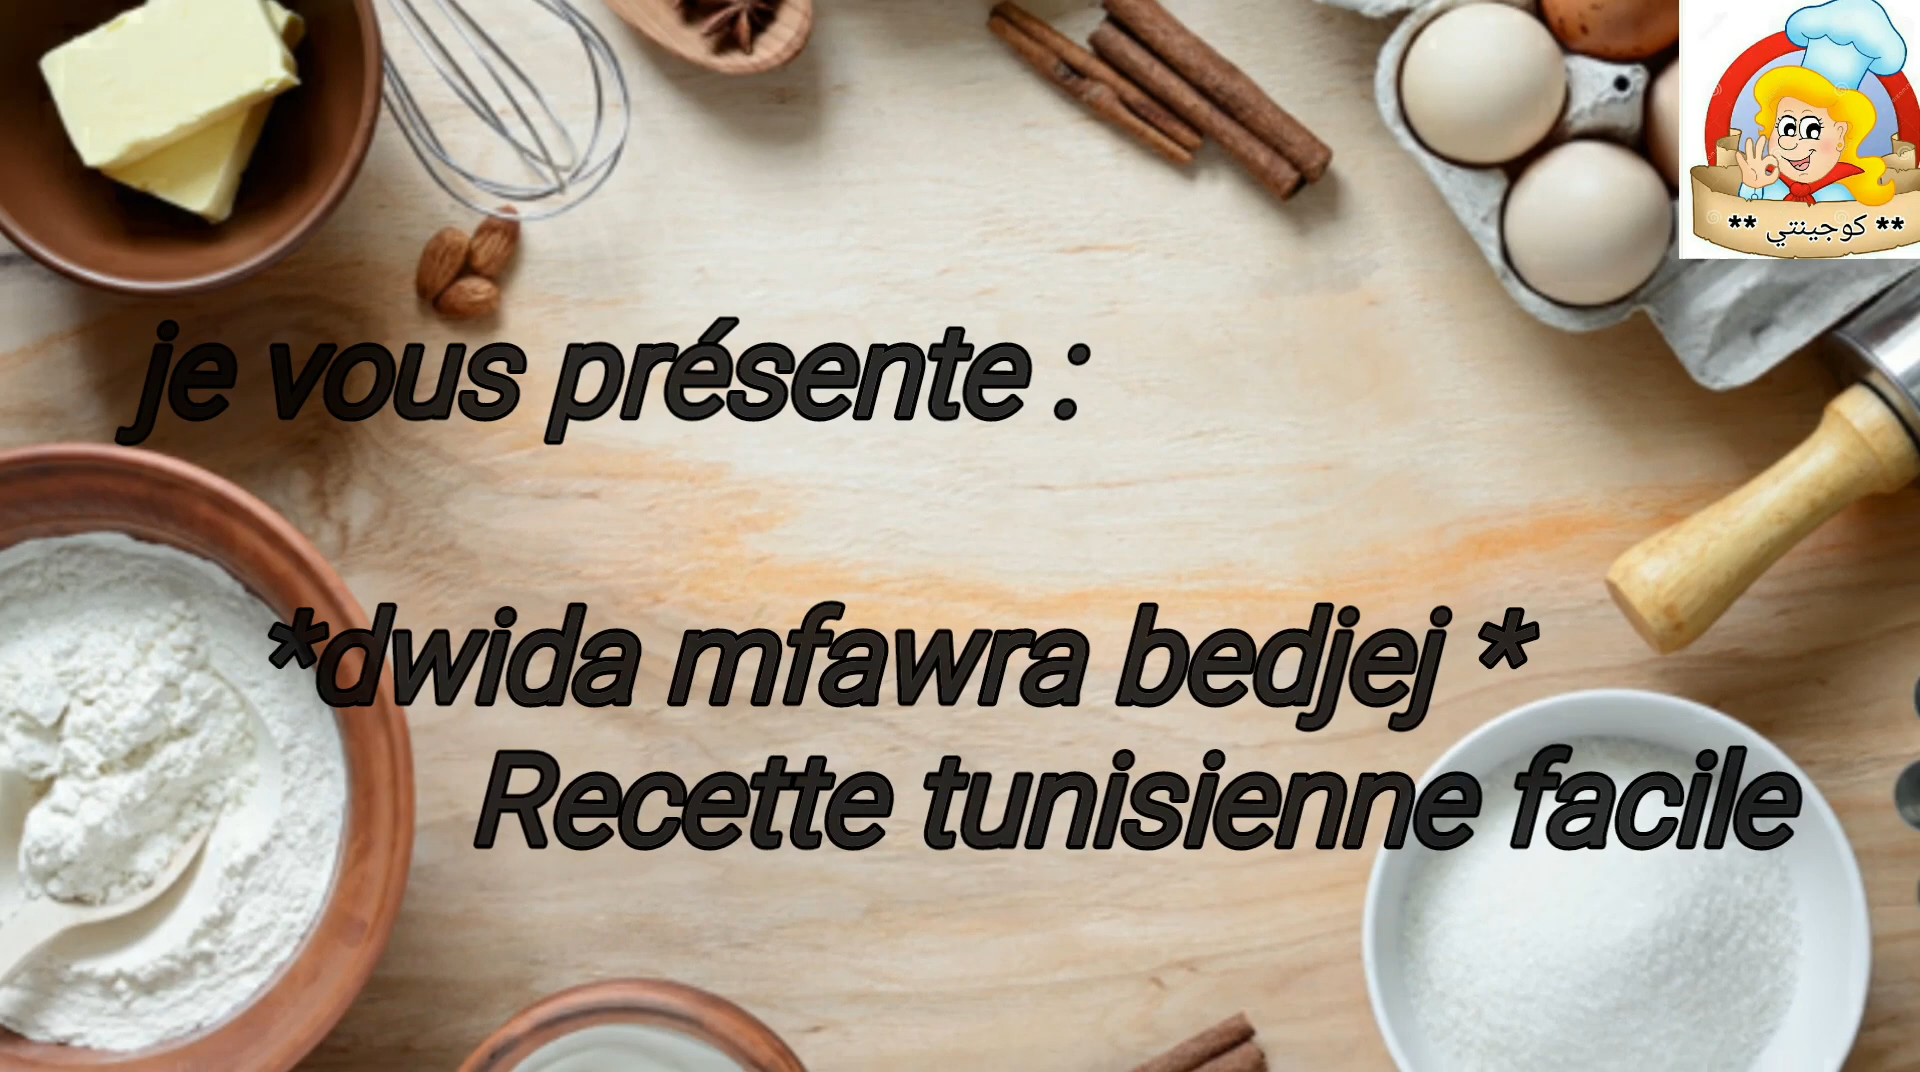 ** كوجينتي **
je vous présente :
*dwida mfawra bedjej *
Recette tunisienne facile